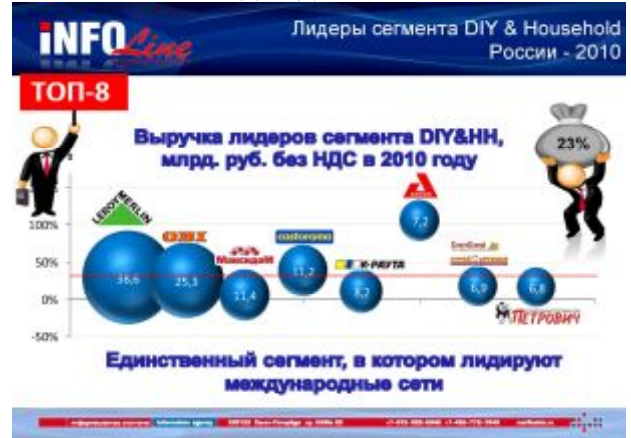 iNFOLine
Лидеры сегмента DIY & Household
России - 2010
ТОП-8
Выручка лидеров сегмента DIY&HH,
млрд. руб. без НДС в 2010 году
23%
LEROY MERLIN
OBI
МаксидоМ
castorama
К-РАУТА
100%
50%
0%
-50%
38,6
25,3
11,4
11,2
8,2
7,2
6,9
6,8
ПЕТРОВИЧ
Единственный сегмент, в котором лидируют
международные сети